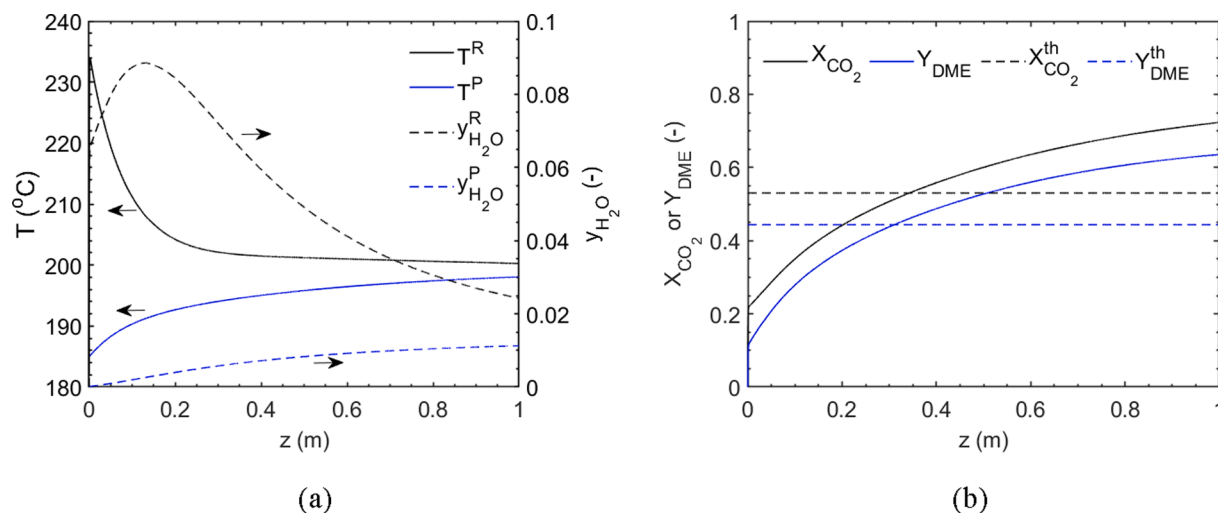 240
230
220
210
200
190
180
T (°C)
0.1
0.08
0.06
0.04
0.02
0
y_H2O (-)
T^R
T^P
y^R_H2O
y^P_H2O
0 0.2 0.4 0.6 0.8 1
z (m)
(a)
1
0.8
0.6
0.4
0.2
0
X_CO2 or Y_DME (-)
X_CO2 Y_DME X^th_CO2 Y^th_DME
0 0.2 0.4 0.6 0.8 1
z (m)
(b)